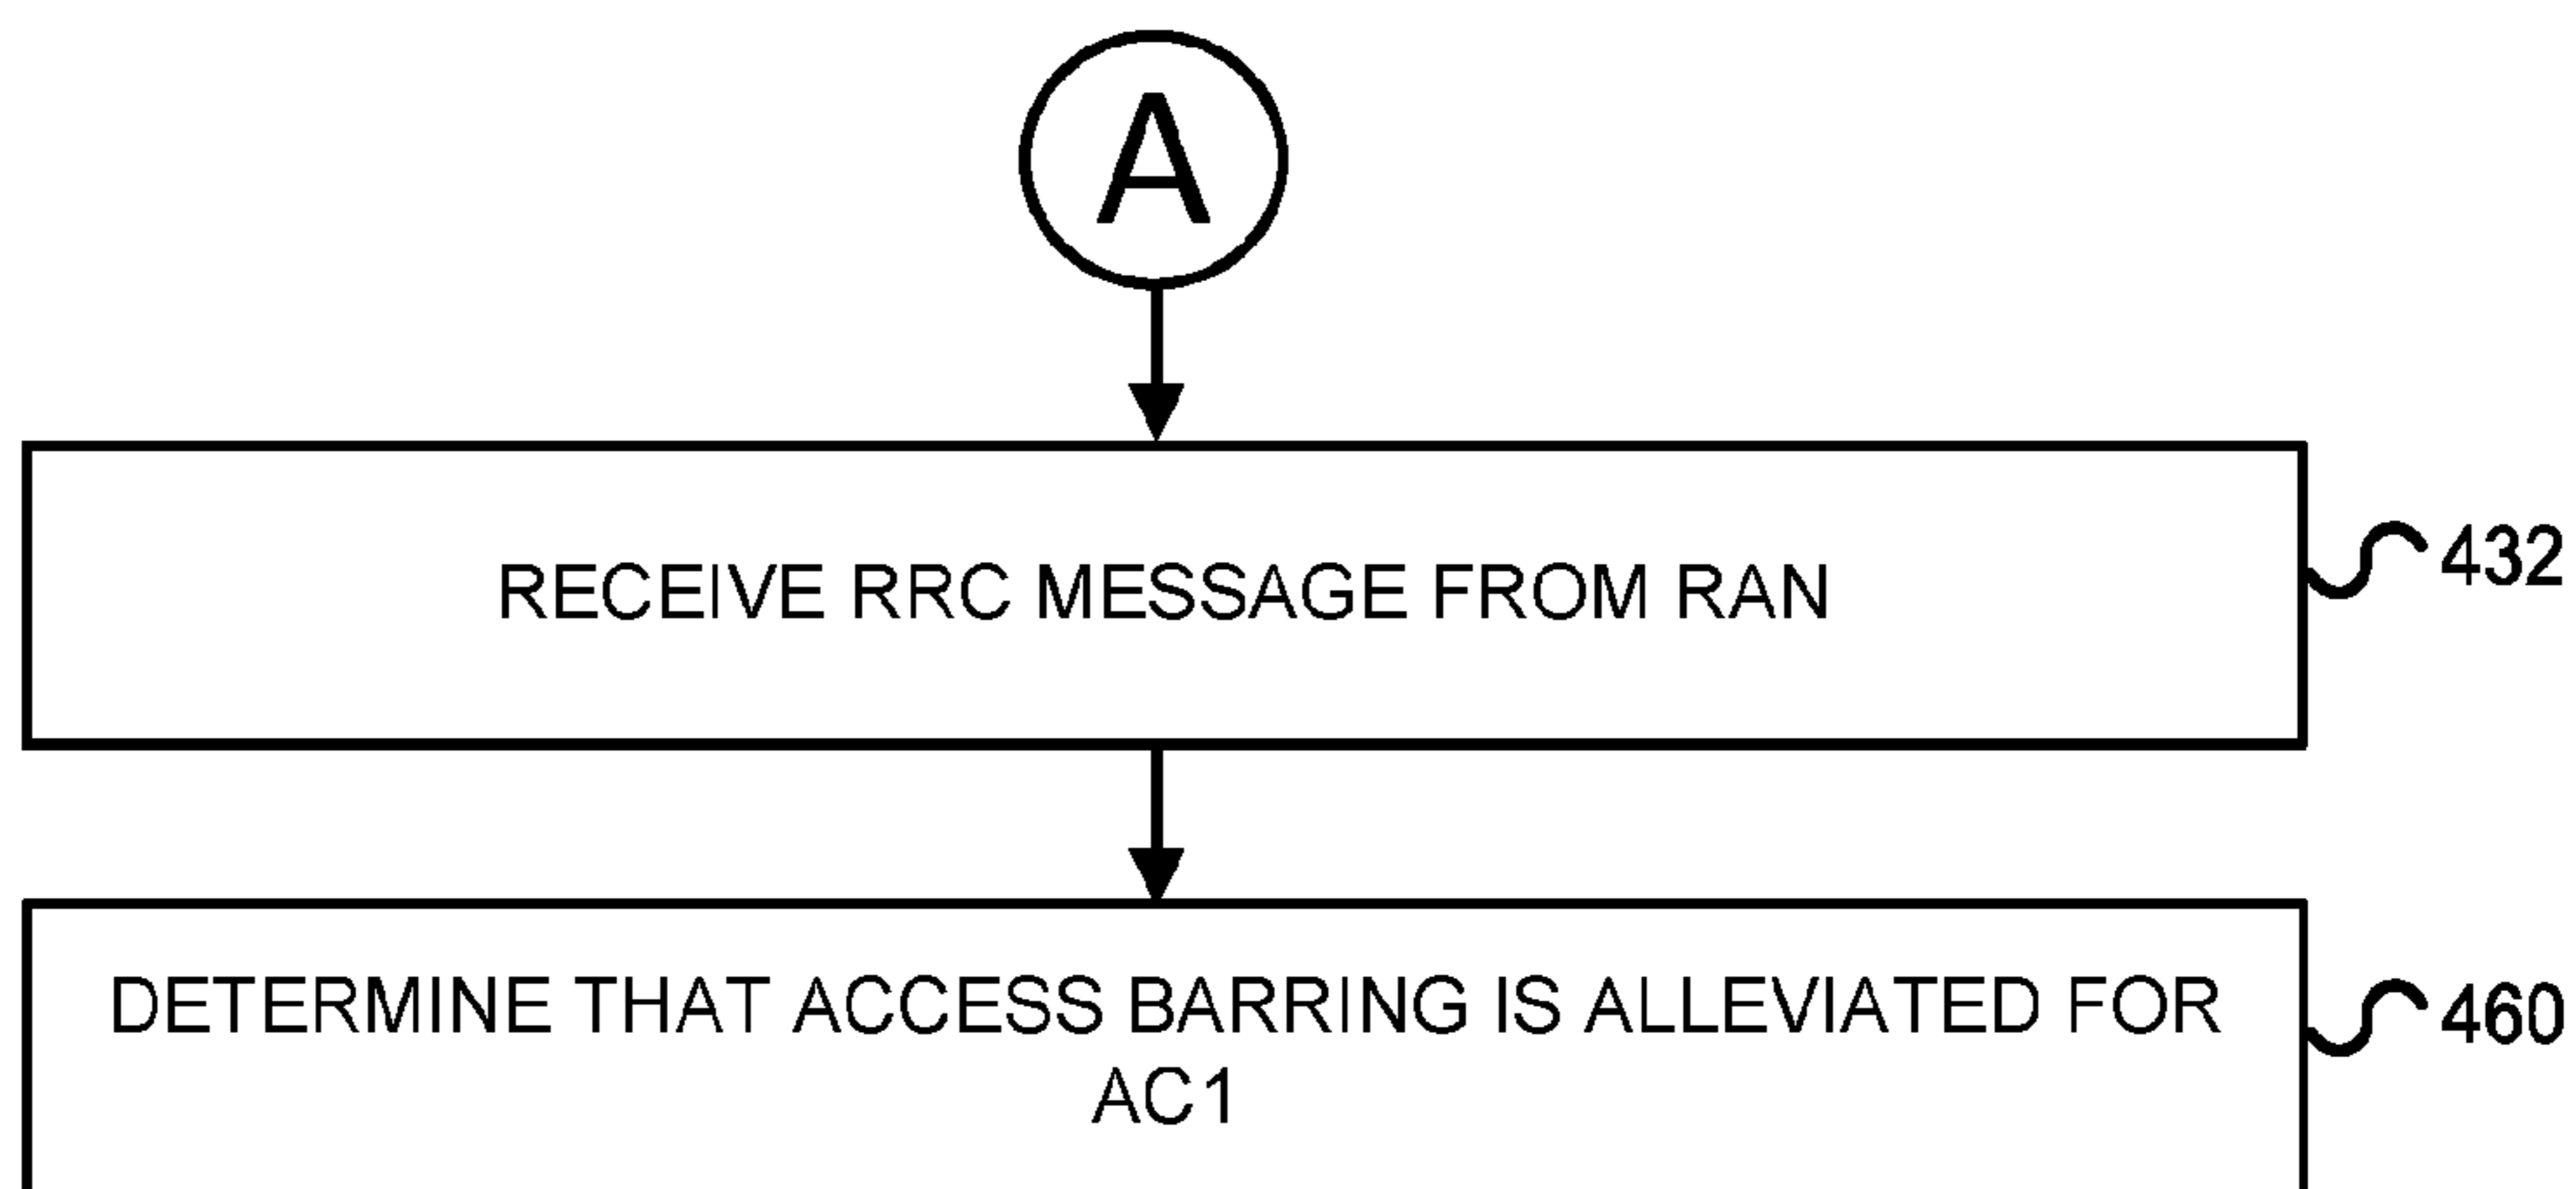 A
RECEIVE RRC MESSAGE FROM RAN
432
DETERMINE THAT ACCESS BARRING IS ALLEVIATED FOR
AC1
460